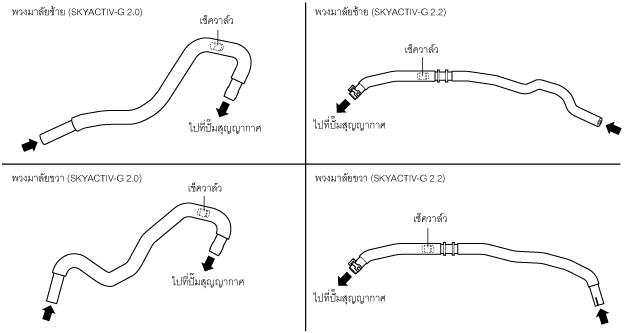 พวงมาลัยซ้าย (SKYACTIV-G 2.0)
เช็ควาล์ว
ไปที่ปั๊มสุญญากาศ
พวงมาลัยซ้าย (SKYACTIV-G 2.2)
เช็ควาล์ว
ไปที่ปั๊มสุญญากาศ
พวงมาลัยขวา (SKYACTIV-G 2.0)
เช็ควาล์ว
ไปที่ปั๊มสุญญากาศ
พวงมาลัยขวา (SKYACTIV-G 2.2)
เช็ควาล์ว
ไปที่ปั๊มสุญญากาศ